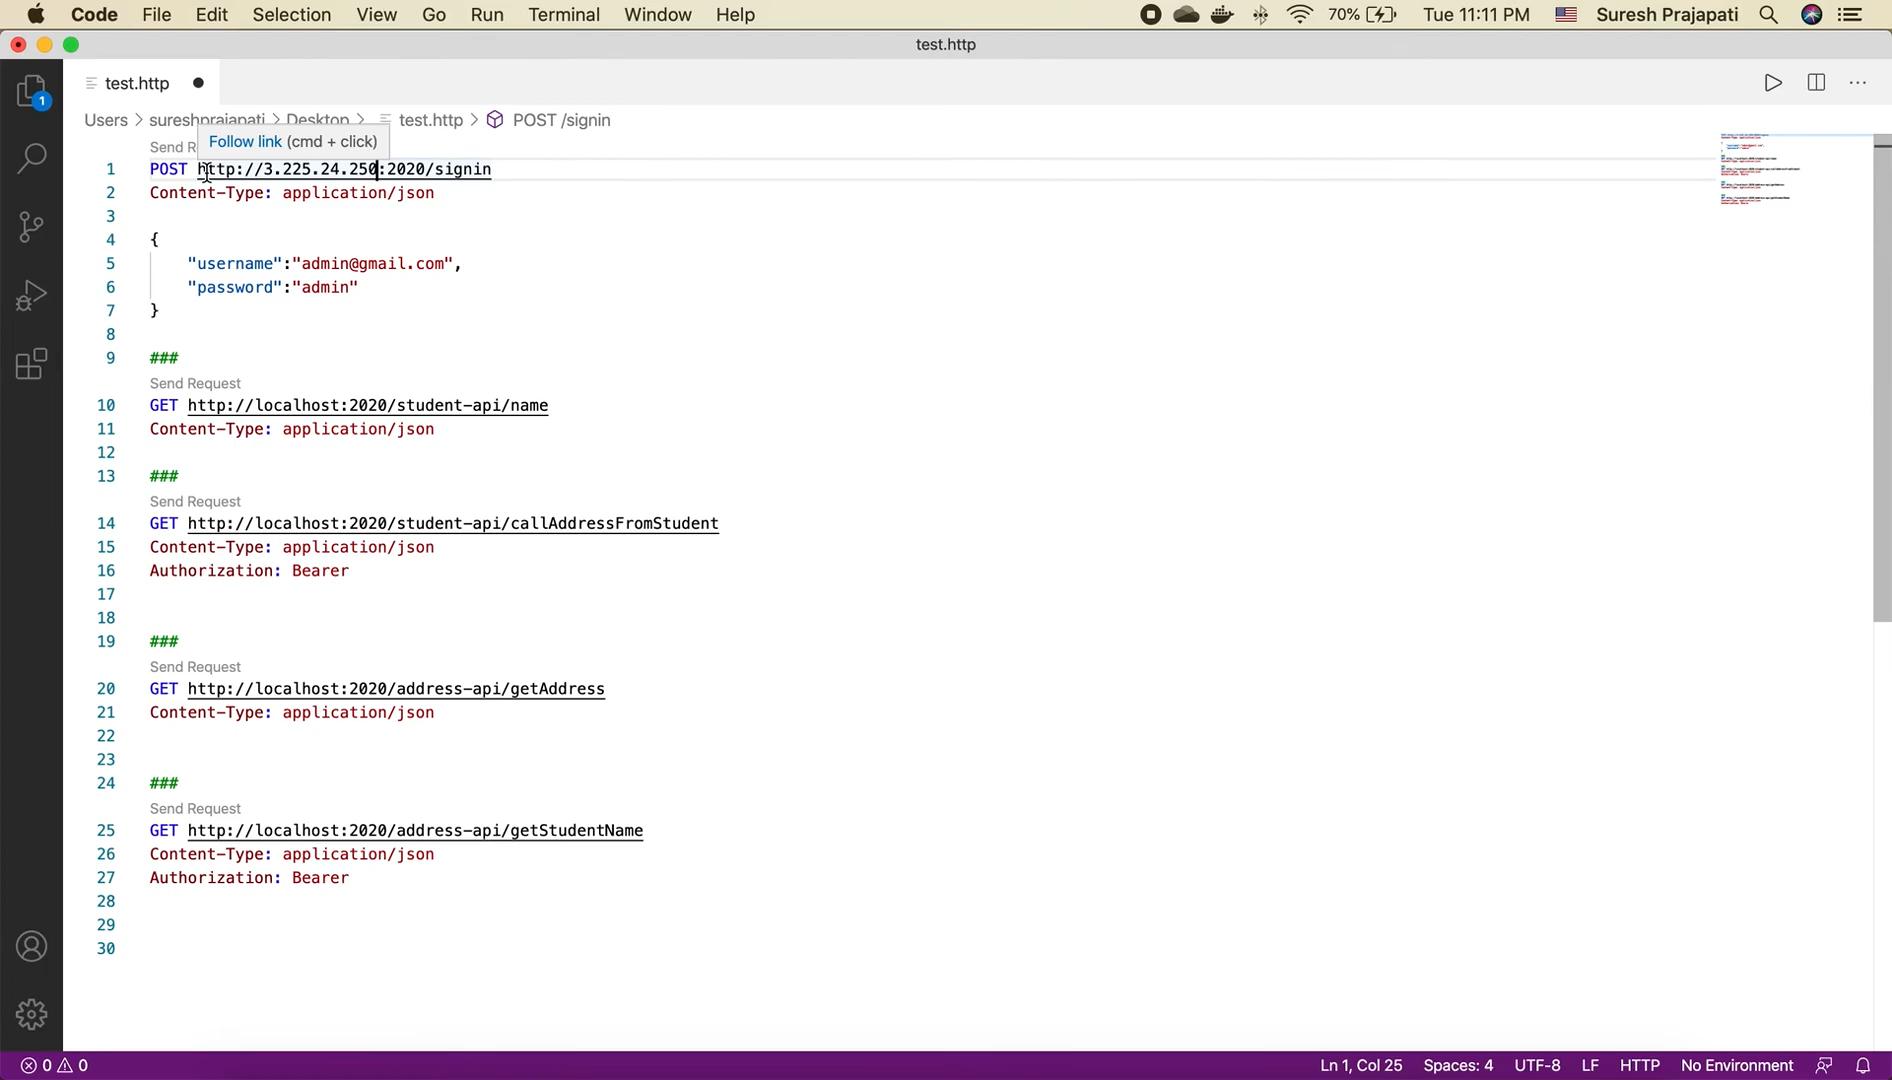 Code File Edit Selection View Go Run Terminal Window Help 70% Tue 11:11 PM Suresh Prajapati
test.http
1
test.http
Users sureshprajapati Desktop test.http POST /signin
Follow link (cmd + click)
Send R
1 POST http://3.225.24.250:2020/signin
2 Content-Type: application/json
3
4 {
5 "username":"admin@gmail.com",
6 "password":"admin"
7 }
8
9 ###
Send Request
10 GET http://localhost:2020/student-api/name
11 Content-Type: application/json
12
13 ###
Send Request
14 GET http://localhost:2020/student-api/callAddressFromStudent
15 Content-Type: application/json
16 Authorization: Bearer
17
18
19 ###
Send Request
20 GET http://localhost:2020/address-api/getAddress
21 Content-Type: application/json
22
23
24 ###
Send Request
25 GET http://localhost:2020/address-api/getStudentName
26 Content-Type: application/json
27 Authorization: Bearer
28
29
30
0 0 Ln 1, Col 25 Spaces: 4 UTF-8 LF HTTP No Environment